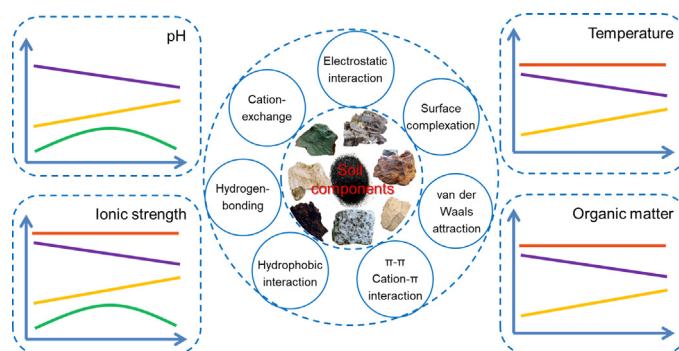 pH
Temperature
Electrostatic
interaction
Cation-
exchange
Surface
complexation
Soil
components
Hydrogen-
bonding
van der
Waals
attraction
Ionic strength
Organic matter
Hydrophobic
interaction
π-π
Cation-π
interaction